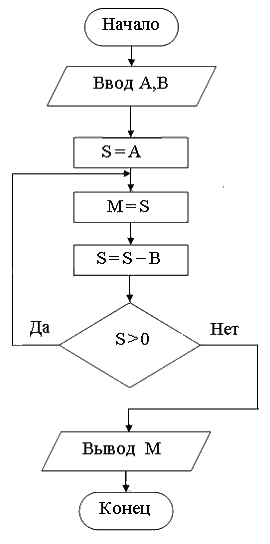 Начало
Ввод A,B
S=A
M=S
S=S−B
S>0
Да
Нет
Вывод M
Конец